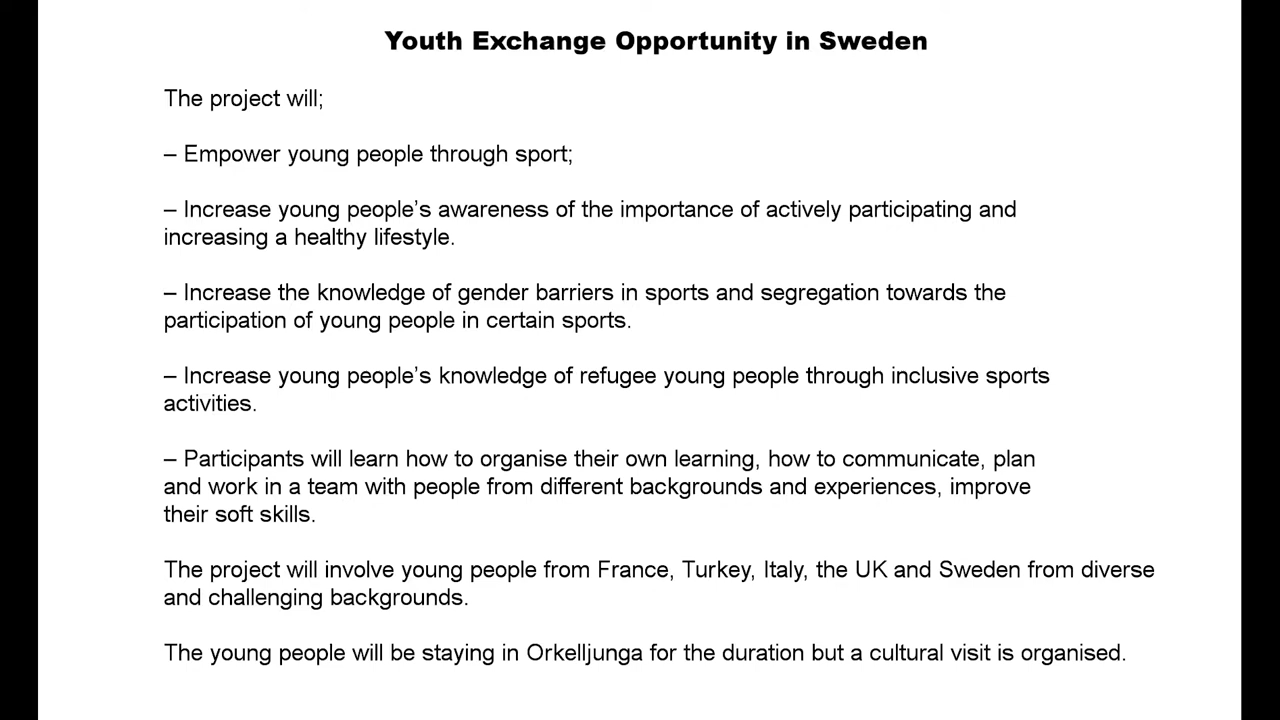 Youth Exchange Opportunity in Sweden
The project will;
– Empower young people through sport;
– Increase young people’s awareness of the importance of actively participating and
increasing a healthy lifestyle.
– Increase the knowledge of gender barriers in sports and segregation towards the
participation of young people in certain sports.
– Increase young people’s knowledge of refugee young people through inclusive sports
activities.
– Participants will learn how to organise their own learning, how to communicate, plan
and work in a team with people from different backgrounds and experiences, improve
their soft skills.
The project will involve young people from France, Turkey, Italy, the UK and Sweden from diverse
and challenging backgrounds.
The young people will be staying in Orkelljunga for the duration but a cultural visit is organised.